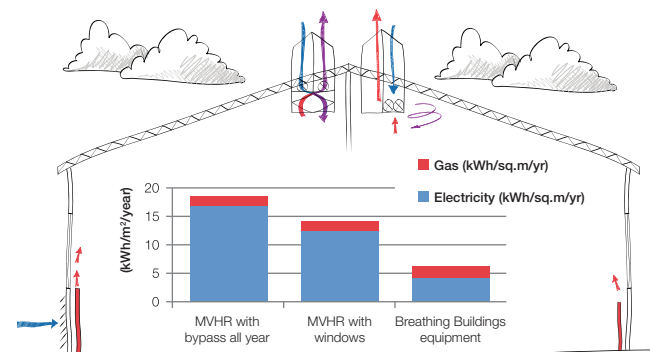 Gas (kWh/sq.m/yr)
Electricity (kWh/sq.m/yr)
(kWh/m²/year)
20
15
10
5
0
MVHR with
bypass all year
MVHR with
windows
Breathing Buildings
equipment